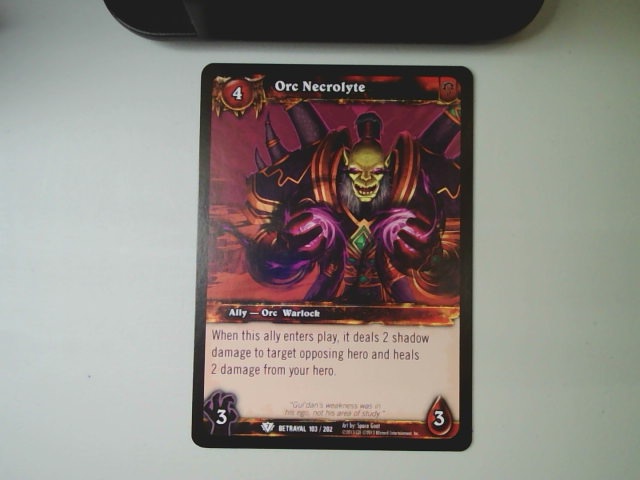 4
Orc Necrolyte
Ally — Orc Warlock
When this ally enters play, it deals 2 shadow
damage to target opposing hero and heals
2 damage from your hero.
"Gul'dan's weakness was in
his ego, not his area of study."
3
3
BETRAYAL 103 / 202
Art by: Space Goat
Entertainment, Inc.